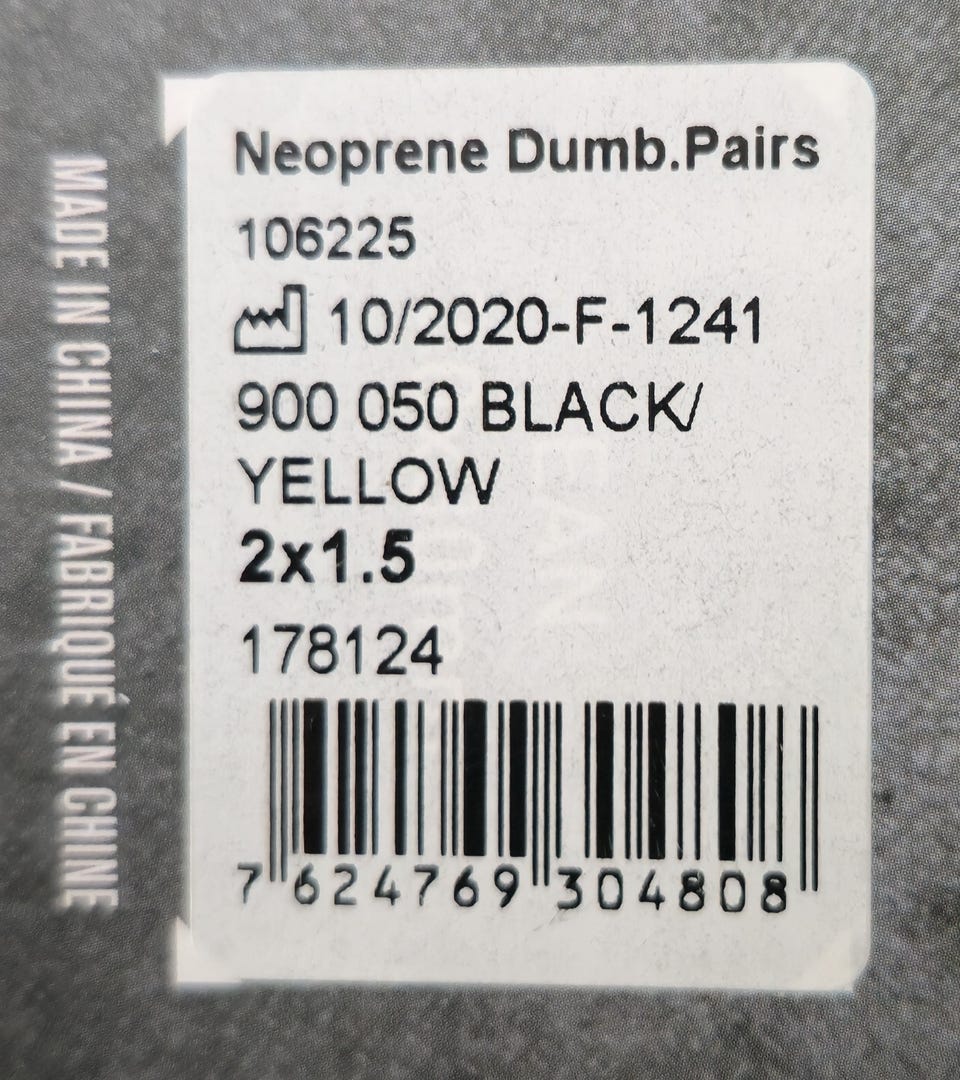 Neoprene Dumb.Pairs
106225
10/2020-F-1241
900 050 BLACK/
YELLOW
2x1.5
178124
7 624769 304808
MADE IN CHINA / FABRIQUÉ EN CHINE